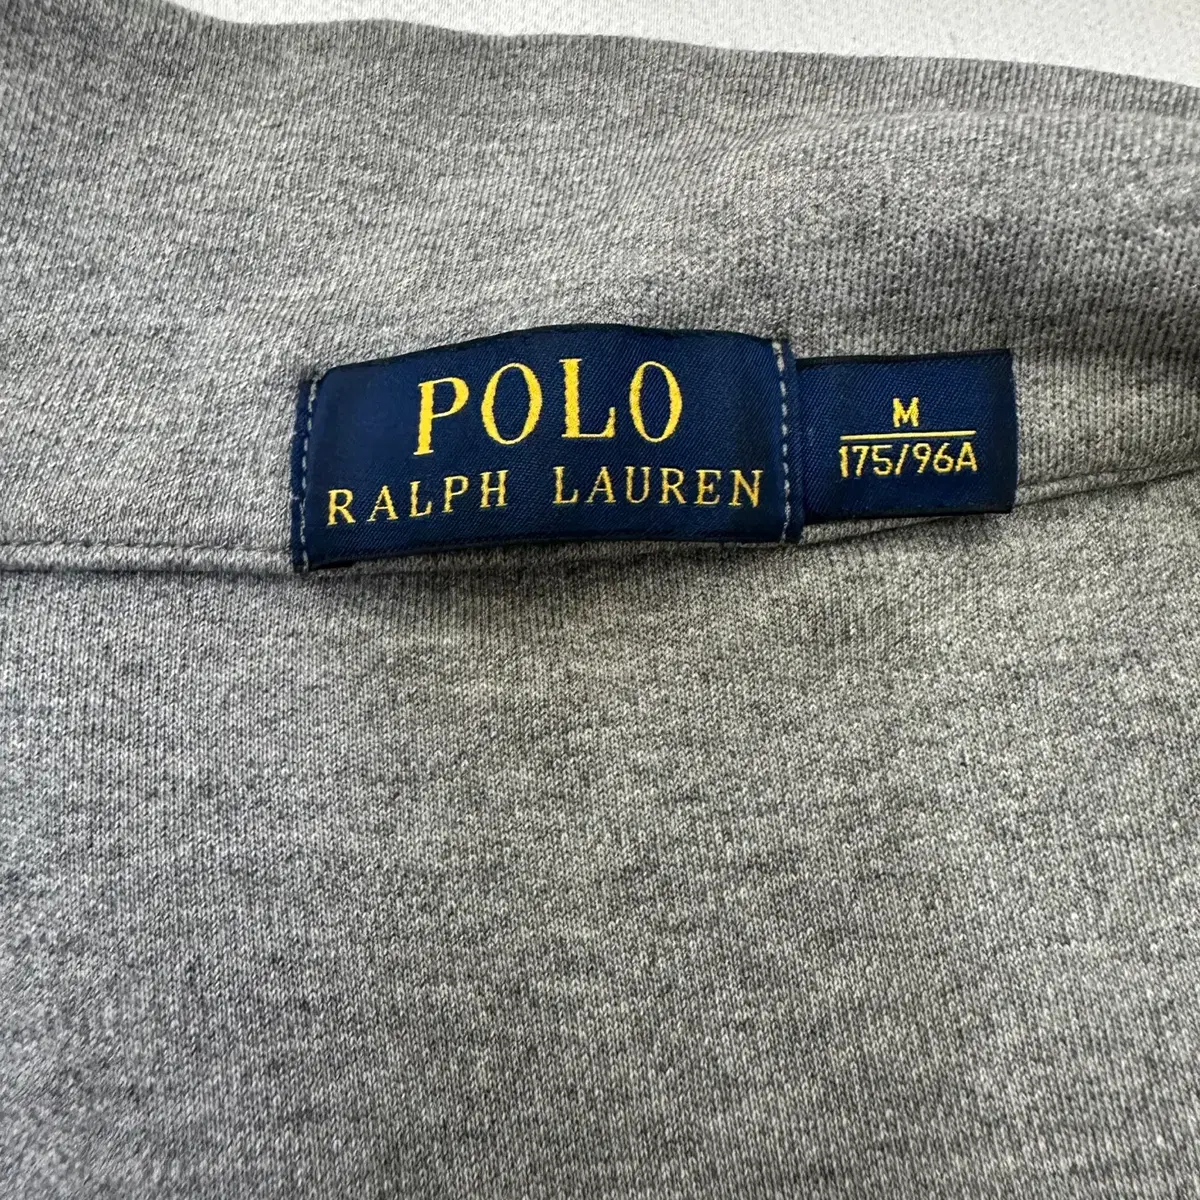 POLO
RALPH LAUREN
M
175/96A